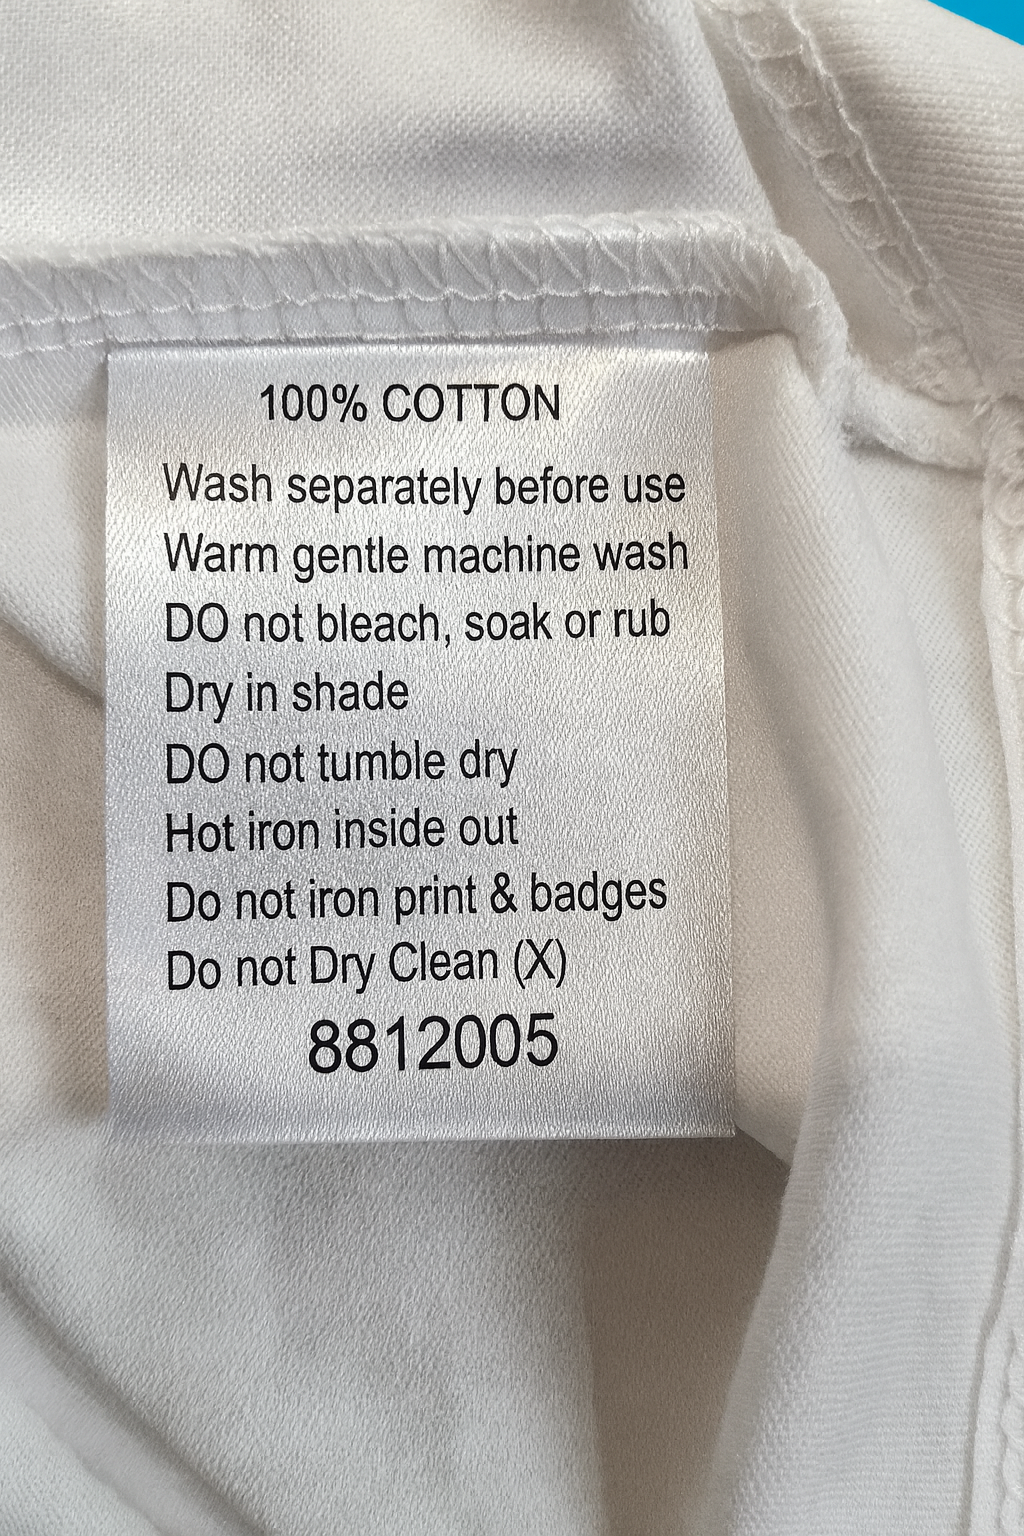 100% COTTON
Wash separately before use
Warm gentle machine wash
DO not bleach, soak or rub
Dry in shade
DO not tumble dry
Hot iron inside out
Do not iron print & badges
Do not Dry Clean (X)
8812005